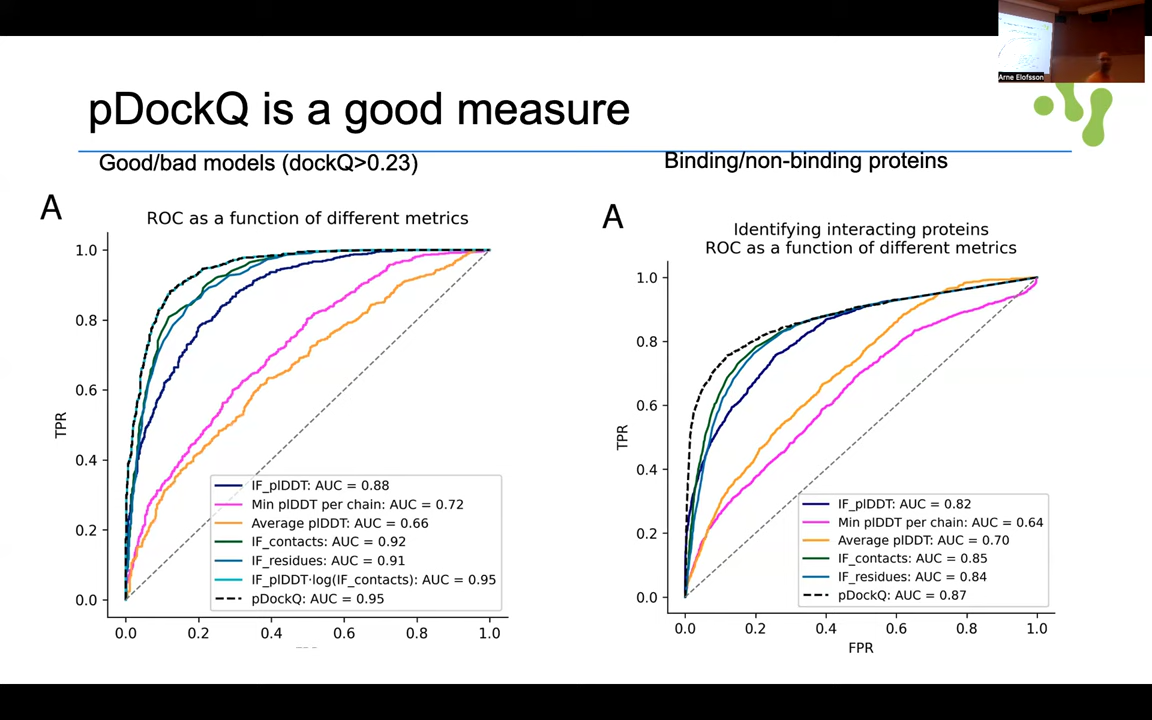 Arne Elofsson
pDockQ is a good measure
Good/bad models (dockQ>0.23)
Binding/non-binding proteins
A
ROC as a function of different metrics
TPR
1.0
0.8
0.6
0.4
0.2
0.0
IF_plDDT: AUC = 0.88
Min plDDT per chain: AUC = 0.72
Average plDDT: AUC = 0.66
IF_contacts: AUC = 0.92
IF_residues: AUC = 0.91
IF_plDDT·log(IF_contacts): AUC = 0.95
pDockQ: AUC = 0.95
0.0 0.2 0.4 0.6 0.8 1.0
A
Identifying interacting proteins
ROC as a function of different metrics
TPR
1.0
0.8
0.6
0.4
0.2
0.0
IF_plDDT: AUC = 0.82
Min plDDT per chain: AUC = 0.64
Average plDDT: AUC = 0.70
IF_contacts: AUC = 0.85
IF_residues: AUC = 0.84
pDockQ: AUC = 0.87
0.0 0.2 0.4 0.6 0.8 1.0
FPR